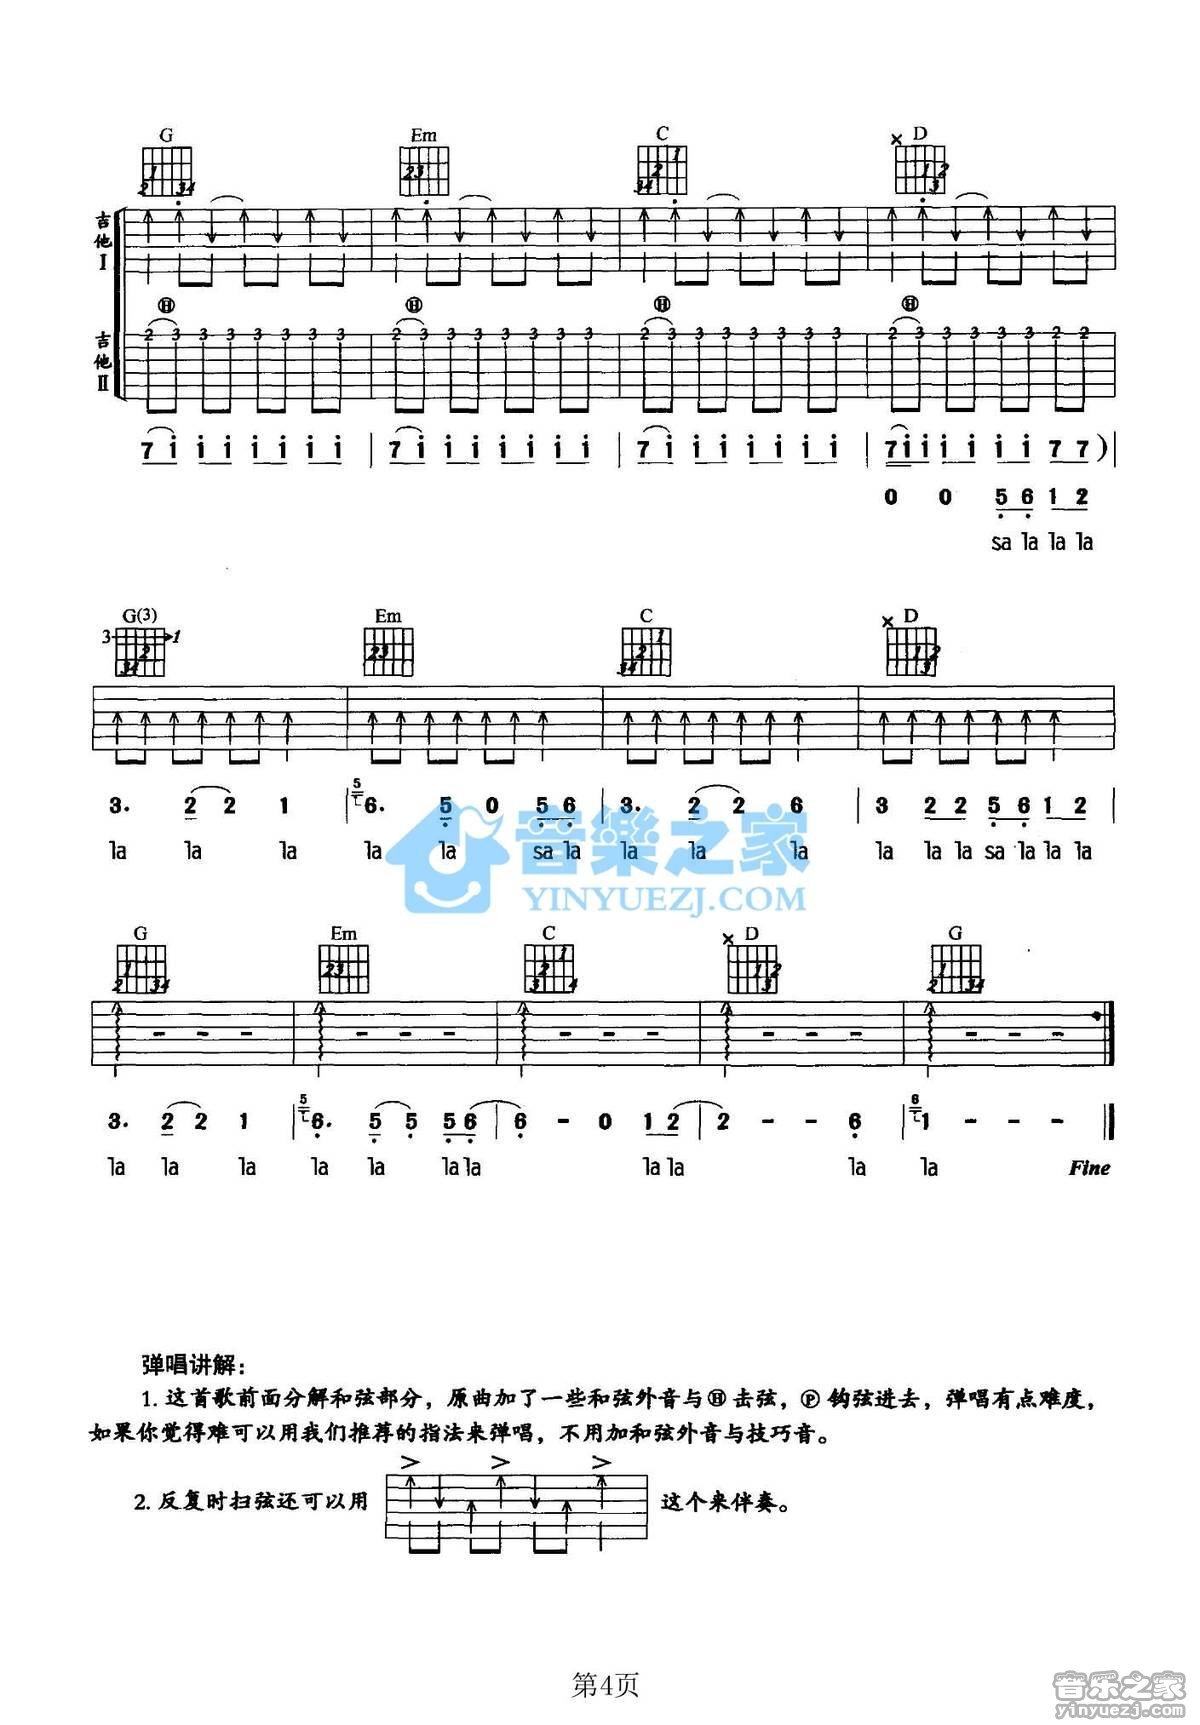 G Em C × D
吉他 I
Ⓗ Ⓗ Ⓗ Ⓗ
吉他 II 2 3 3 3 3 3 3 3 2 3 3 3 3 3 3 3 2 3 3 3 3 3 3 3 2 3 3 3 3 3 2 2
7 i i i i i i i | 7 i i i i i i i | 7 i i i i i i i | 7 i i i i i i 7 7 ) |
0 0 5 6 1 2
sa la la la
G(3) Em C × D
3 1
3. 2 2 1 | 5 6. 5 0 5 6 | 3. 2 2 6 | 3 2 2 5 6 1 2
la la la la la sa la la la la la la la sa la la la
音樂之家
YINYUEZJ.COM
G Em C × D G
3. 2 2 1 | 5 6. 5 5 5 6 | 6 - 0 1 2 | 2 - - 6 | 6 1 - - -
la la la la la la la la la la la Fine
弹唱讲解：
1. 这首歌前面分解和弦部分，原曲加了一些和弦外音与Ⓗ击弦，Ⓟ钩弦进去，弹唱有点难度，
如果你觉得难可以用我们推荐的指法来弹唱，不用加和弦外音与技巧音。
> > >
2. 反复时扫弦还可以用 这个来伴奏。
第4页
音乐之家
yinyuezj.com